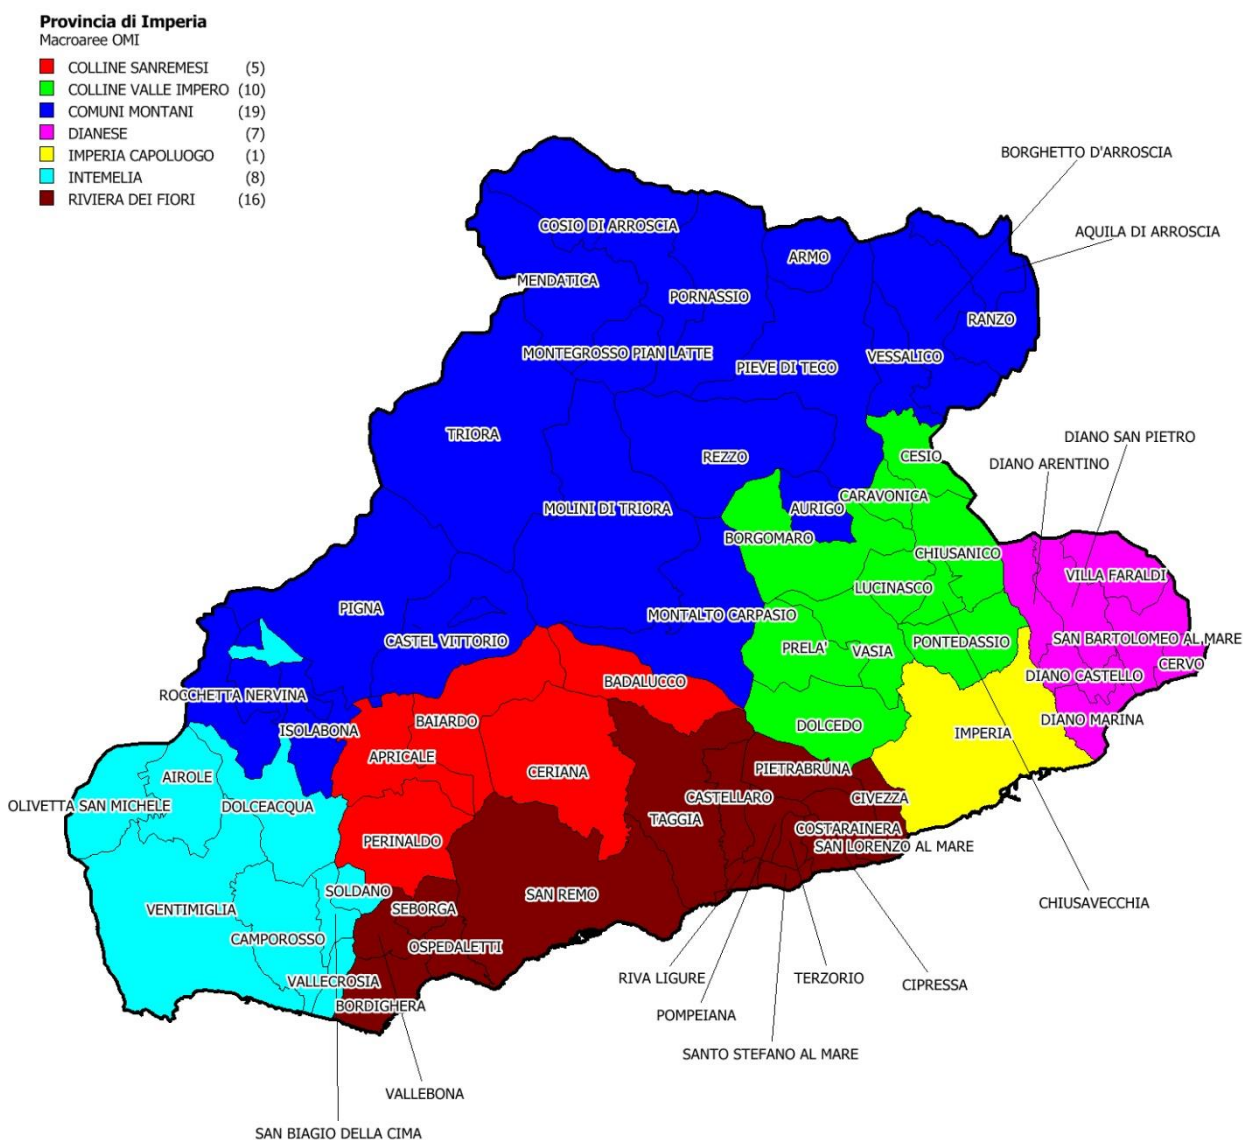 Provincia di Imperia
Macroaree OMI
COLLINE SANREMESI (5)
COLLINE VALLE IMPERO (10)
COMUNI MONTANI (19)
DIANESE (7)
IMPERIA CAPOLUOGO (1)
INTEMELIA (8)
RIVIERA DEI FIORI (16)
BORGHETTO D'ARROSCIA
COSIO DI ARROSCIA
AQUILA DI ARROSCIA
ARMO
MENDATICA
PORNASSIO
RANZO
MONTEGROSSO PIAN LATTE
VESSALICO
PIEVE DI TECO
TRIORA
DIANO SAN PIETRO
REZZO
CESIO
DIANO ARENTINO
CARAVONICA
MOLINI DI TRIORA
AURIGO
BORGOMARO
CHIUSANICO
VILLA FARALDI
LUCINASCO
PIGNA
MONTALTO CARPASIO
CASTEL VITTORIO
PONTEDASSIO
SAN BARTOLOMEO AL MARE
PRELA'
VASIA
CERVO
DIANO CASTELLO
BADALUCCO
ROCCHETTA NERVINA
DIANO MARINA
BAIARDO
DOLCEDO
ISOLABONA
IMPERIA
APRICALE
PIETRABRUNA
CERIANA
AIROLE
CASTELLARO
CIVEZZA
OLIVETTA SAN MICHELE
DOLCEACQUA
TAGGIA
COSTARAINERA
PERINALDO
SAN LORENZO AL MARE
SOLDANO
SAN REMO
CHIUSAVECCHIA
VENTIMIGLIA
SEBORGA
CAMPOROSSO
OSPEDALETTI
RIVA LIGURE
TERZORIO
VALLECROSIA
CIPRESSA
BORDIGHERA
POMPEIANA
SANTO STEFANO AL MARE
VALLEBONA
SAN BIAGIO DELLA CIMA